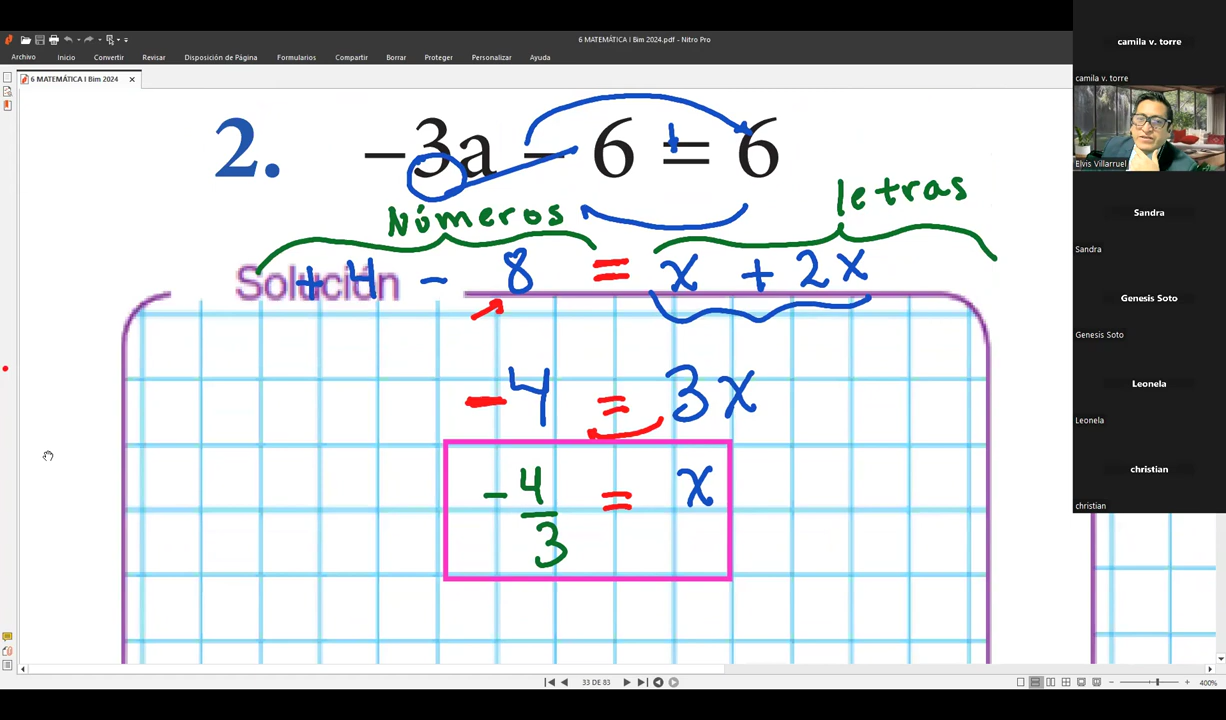 6 MATEMÁTICA I Bim 2024.pdf - Nitro Pro
Archivo Inicio Convertir Revisar Disposición de Página Formularios Compartir Borrar Proteger Personalizar Ayuda
6 MATEMÁTICA I Bim 2024
2. −3a − 6 = 6
+
Números
letras
Solución
+ 4 − 8 = x + 2x
− 4 = 3x
− 4/3 = x
33 DE 83
400%
camila v. torre
camila v. torre
Elvis Villarruel
Sandra
Sandra
Genesis Soto
Genesis Soto
Leonela
Leonela
christian
christian